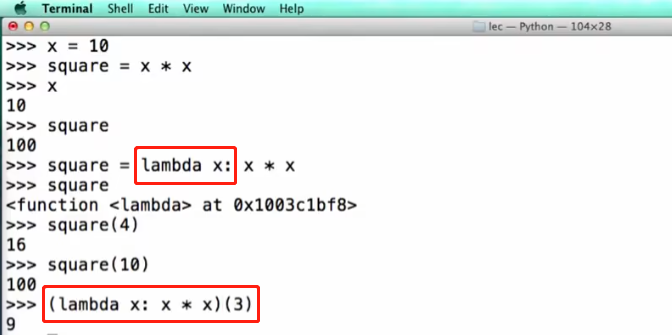 Terminal Shell Edit View Window Help
lec — Python — 104×28
>>> x = 10
>>> square = x * x
>>> x
10
>>> square
100
>>> square = lambda x: x * x
>>> square
<function <lambda> at 0x1003c1bf8>
>>> square(4)
16
>>> square(10)
100
>>> (lambda x: x * x)(3)
9